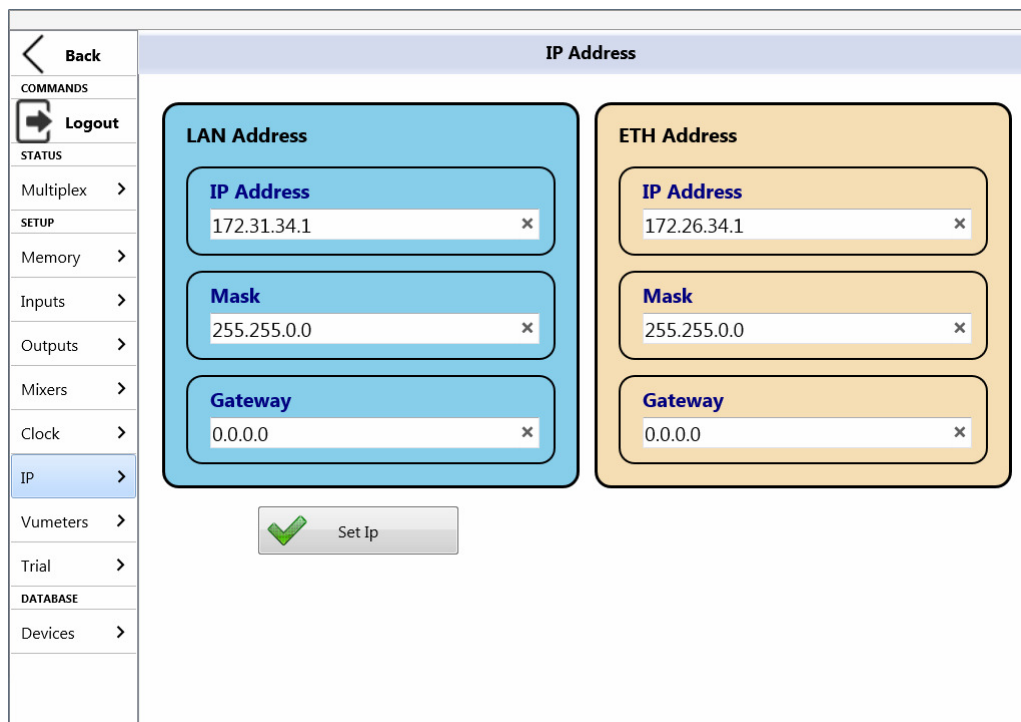 Back
IP Address
COMMANDS
Logout
STATUS
Multiplex
SETUP
Memory
Inputs
Outputs
Mixers
Clock
IP
Vumeters
Trial
DATABASE
Devices
LAN Address
IP Address
172.31.34.1
Mask
255.255.0.0
Gateway
0.0.0.0
ETH Address
IP Address
172.26.34.1
Mask
255.255.0.0
Gateway
0.0.0.0
Set Ip